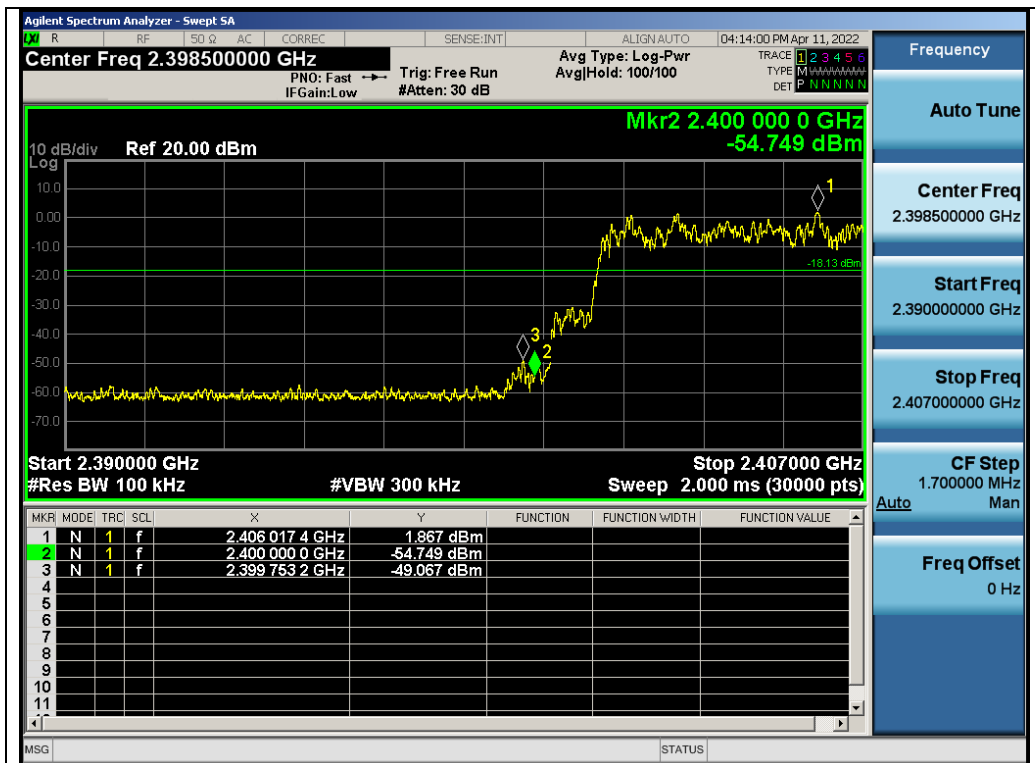 Agilent Spectrum Analyzer - Swept SA
LXI R RF 50 Ω AC CORREC SENSE:INT ALIGN AUTO 04:14:00 PM Apr 11, 2022
Center Freq 2.398500000 GHz
PNO: Fast
IFGain:Low
Trig: Free Run
#Atten: 30 dB
Avg Type: Log-Pwr
Avg|Hold: 100/100
TRACE 1 2 3 4 5 6
TYPE M
DET P N N N N N
Mkr2 2.400 000 0 GHz
-54.749 dBm
10 dB/div Ref 20.00 dBm
Log
10.0
0.00
-10.0
-20.0
-30.0
-40.0
-50.0
-60.0
-70.0
1
-18.13 dBm
3
2
Start 2.390000 GHz Stop 2.407000 GHz
#Res BW 100 kHz #VBW 300 kHz Sweep 2.000 ms (30000 pts)
MKR MODE TRC SCL X Y FUNCTION FUNCTION WIDTH FUNCTION VALUE
1 N 1 f 2.406 017 4 GHz 1.867 dBm
2 N 1 f 2.400 000 0 GHz -54.749 dBm
3 N 1 f 2.399 753 2 GHz -49.067 dBm
4
5
6
7
8
9
10
11
MSG STATUS
Frequency
Auto Tune
Center Freq
2.398500000 GHz
Start Freq
2.390000000 GHz
Stop Freq
2.407000000 GHz
CF Step
1.700000 MHz
Auto Man
Freq Offset
0 Hz